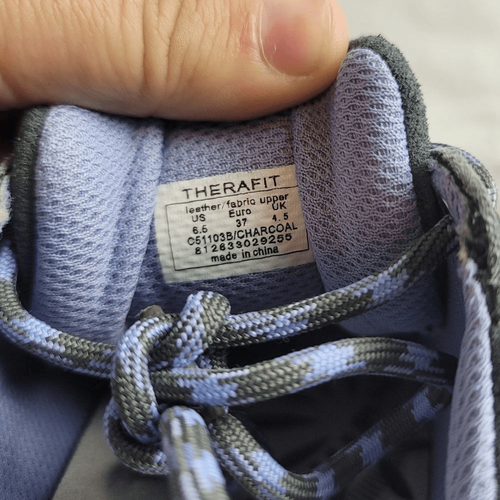 THERAFIT
leather/fabric upper
US Euro UK
6.5 37 4.5
C51103B/CHARCOAL
812633029255
made in china